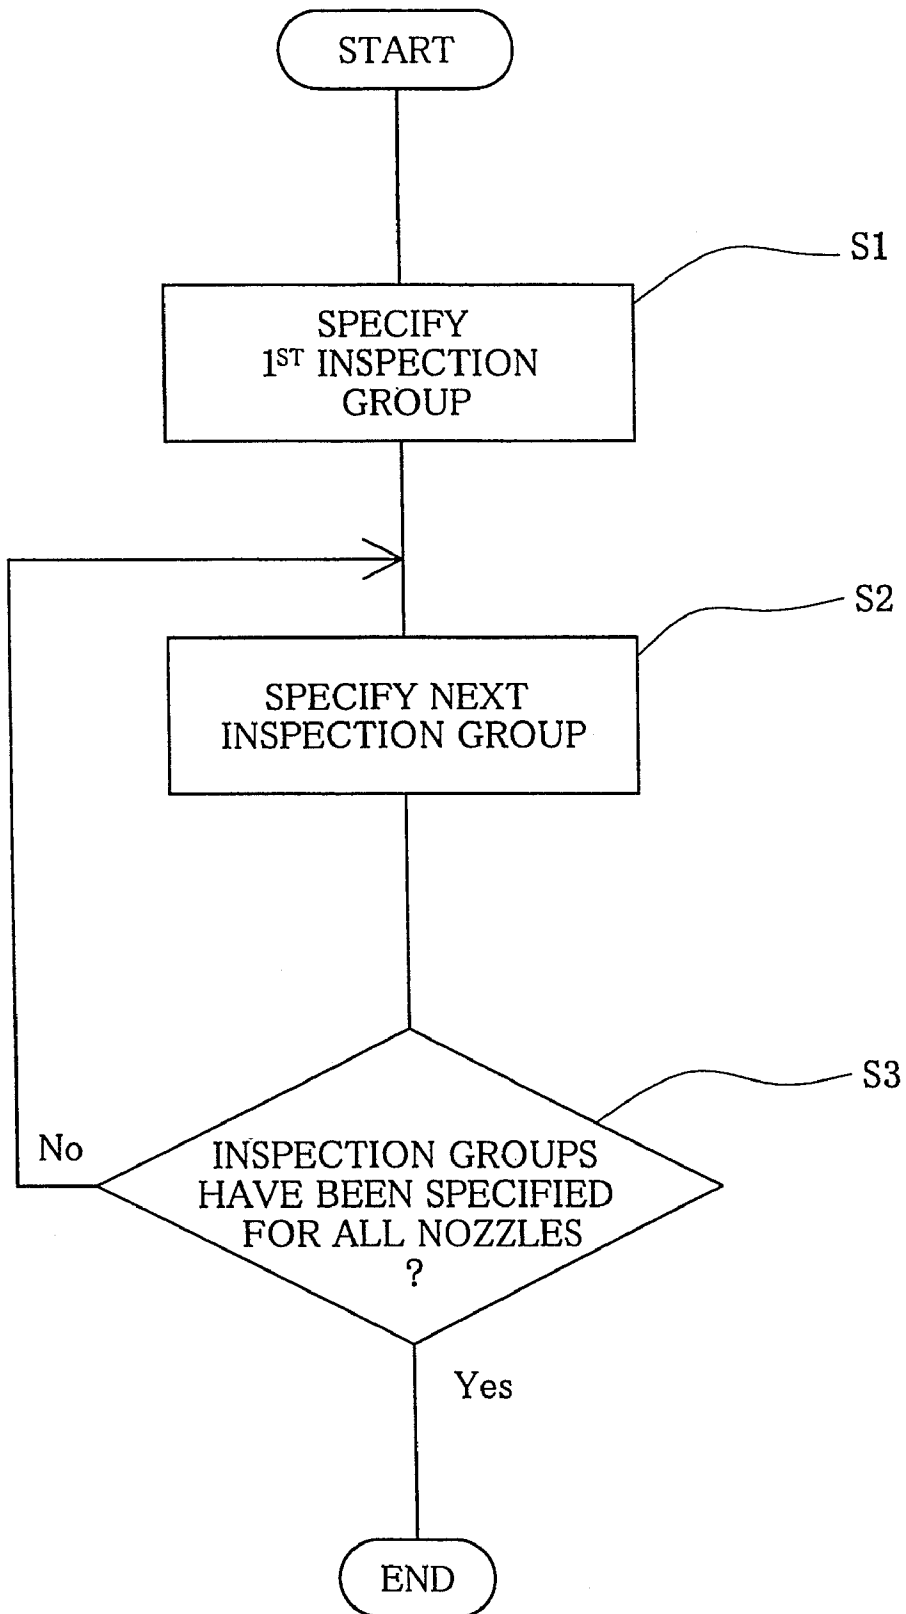 START
S1
SPECIFY
1ST INSPECTION
GROUP
S2
SPECIFY NEXT
INSPECTION GROUP
S3
No
INSPECTION GROUPS
HAVE BEEN SPECIFIED
FOR ALL NOZZLES
?
Yes
END